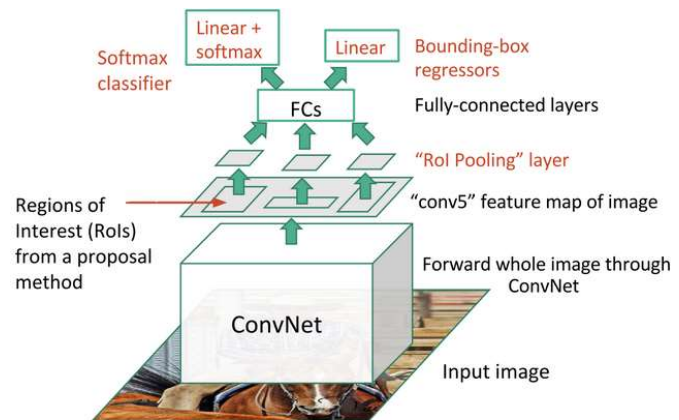 Linear +
softmax
Softmax
classifier
Linear
Bounding-box
regressors
FCs
Fully-connected layers
“RoI Pooling” layer
Regions of
Interest (RoIs)
from a proposal
method
“conv5” feature map of image
Forward whole image through
ConvNet
ConvNet
Input image